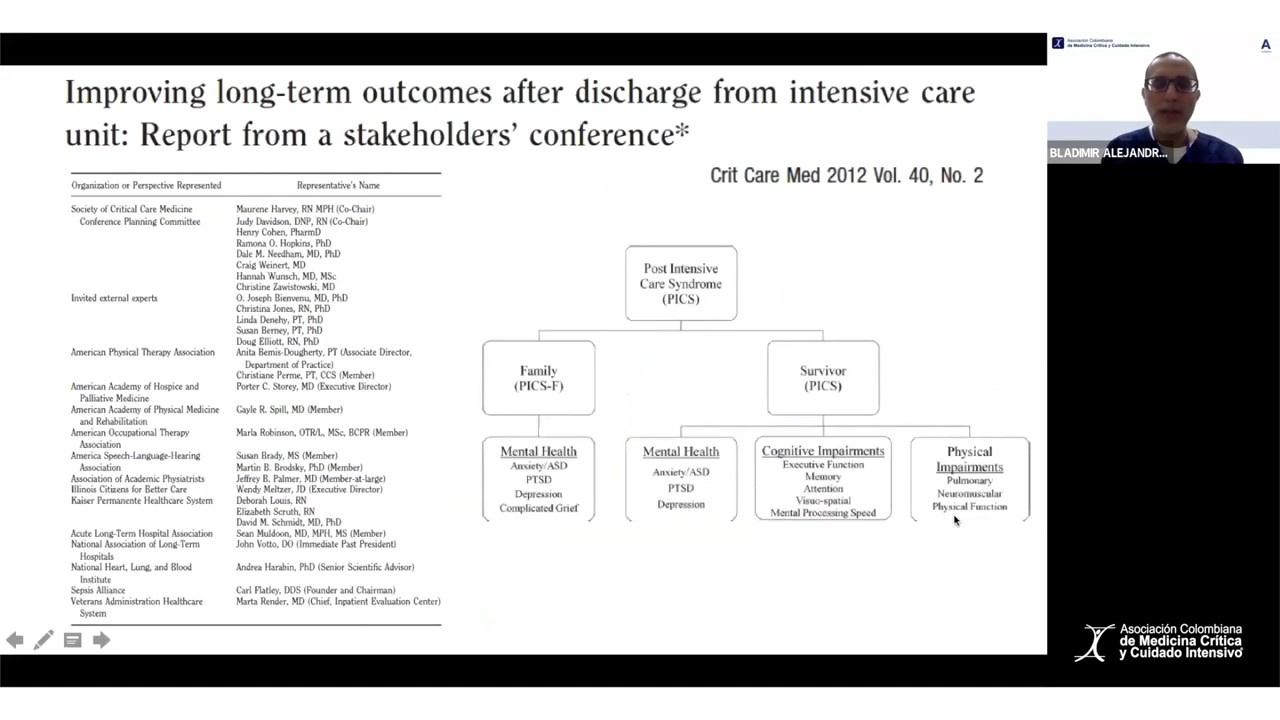 Improving long-term outcomes after discharge from intensive care
unit: Report from a stakeholders' conference*
Crit Care Med 2012 Vol. 40, No. 2
Organization or Perspective Represented Representative's Name
Society of Critical Care Medicine Maurene Harvey, RN MPH (Co-Chair)
Conference Planning Committee Judy Davidson, DNP, RN (Co-Chair)
Henry Cohen, PharmD
Ramona O. Hopkins, PhD
Dale M. Needham, MD, PhD
Craig Weinert, MD
Hannah Wunsch, MD, MSc
Christine Zawistowski, MD
Invited external experts O. Joseph Bienvenu, MD, PhD
Christina Jones, RN, PhD
Linda Denehy, PT, PhD
Susan Berney, PT, PhD
Doug Elliott, RN, PhD
American Physical Therapy Association Anita Bemis-Dougherty, PT (Associate Director,
Department of Practice)
Christiane Perme, PT, CCS (Member)
American Academy of Hospice and Porter C. Storey, MD (Executive Director)
Palliative Medicine
American Academy of Physical Medicine Gayle R. Spill, MD (Member)
and Rehabilitation
American Occupational Therapy Marla Robinson, OTR/L, MSc, BCPR (Member)
Association
America Speech-Language-Hearing Susan Brady, MS (Member)
Association Martin B. Brodsky, PhD (Member)
Association of Academic Physiatrists Jeffrey B. Palmer, MD (Member-at-large)
Illinois Citizens for Better Care Wendy Meltzer, JD (Executive Director)
Kaiser Permanente Healthcare System Deborah Louis, RN
Elizabeth Scruth, RN
David M. Schmidt, MD, PhD
Acute Long-Term Hospital Association Sean Muldoon, MD, MPH, MS (Member)
National Association of Long-Term John Votto, DO (Immediate Past President)
Hospitals
National Heart, Lung, and Blood Andrea Harabin, PhD (Senior Scientific Advisor)
Institute
Sepsis Alliance Carl Flatley, DDS (Founder and Chairman)
Veterans Administration Healthcare Marta Render, MD (Chief, Inpatient Evaluation Center)
System
Post Intensive
Care Syndrome
(PICS)
Family
(PICS-F)
Survivor
(PICS)
Mental Health
Anxiety/ASD
PTSD
Depression
Complicated Grief
Mental Health
Anxiety/ASD
PTSD
Depression
Cognitive Impairments
Executive Function
Memory
Attention
Visuo-spatial
Mental Processing Speed
Physical
Impairments
Pulmonary
Neuromuscular
Physical Function
Asociación Colombiana
de Medicina Crítica y Cuidado Intensivo
A
BLADIMIR ALEJANDR...
Asociación Colombiana
de Medicina Crítica
y Cuidado Intensivo